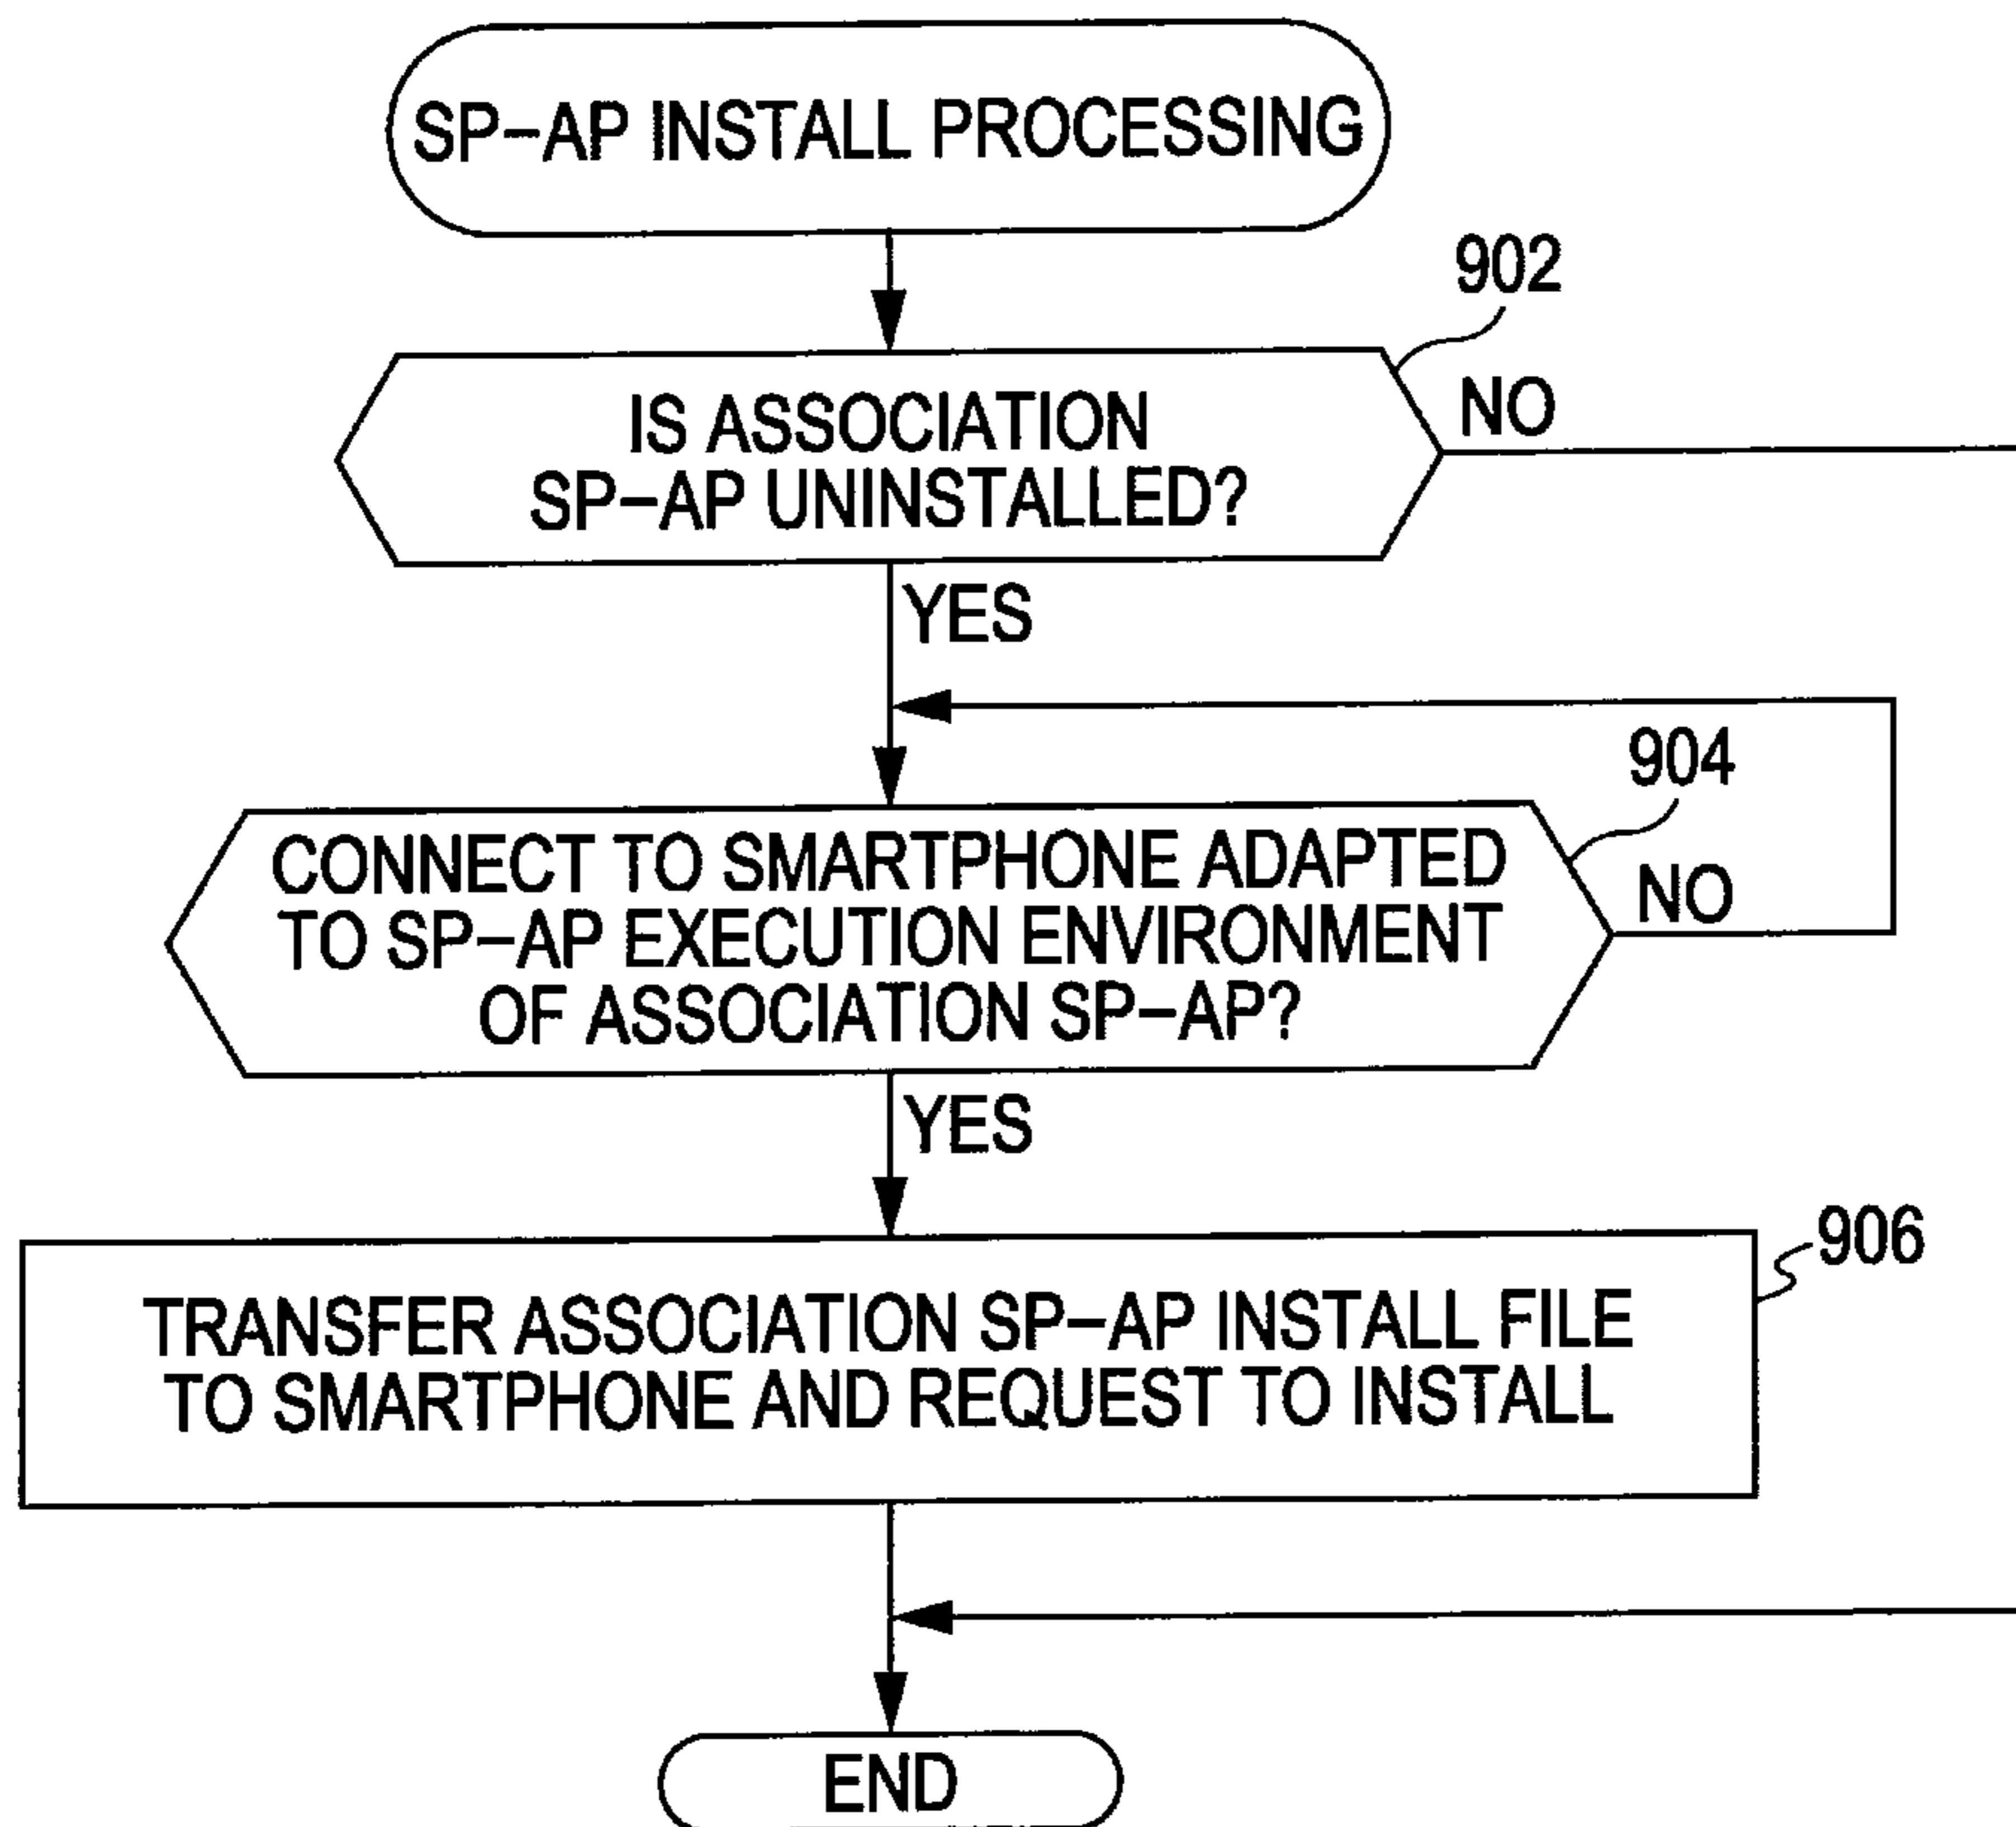 SP-AP INSTALL PROCESSING
902
IS ASSOCIATION
SP-AP UNINSTALLED?
NO
YES
904
CONNECT TO SMARTPHONE ADAPTED
TO SP-AP EXECUTION ENVIRONMENT
OF ASSOCIATION SP-AP?
NO
YES
906
TRANSFER ASSOCIATION SP-AP INSTALL FILE
TO SMARTPHONE AND REQUEST TO INSTALL
END